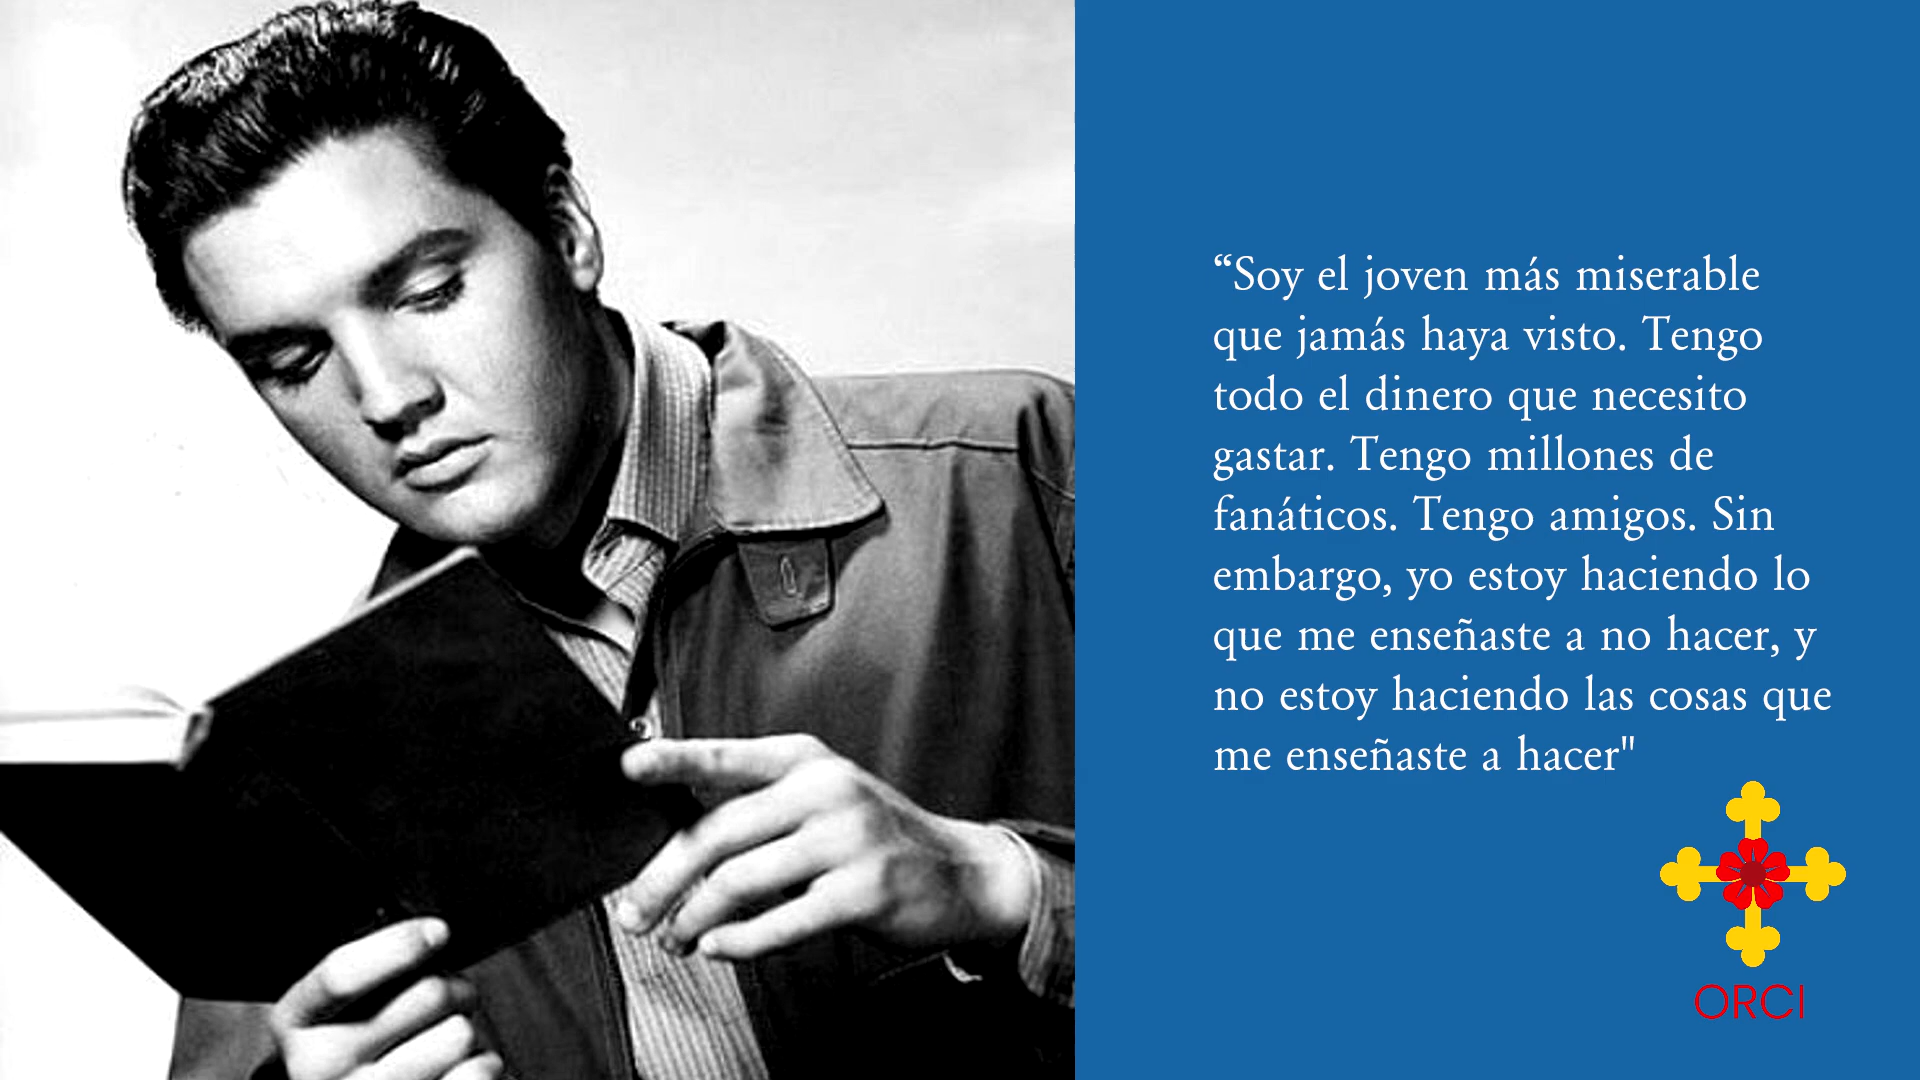 “Soy el joven más miserable
que jamás haya visto. Tengo
todo el dinero que necesito
gastar. Tengo millones de
fanáticos. Tengo amigos. Sin
embargo, yo estoy haciendo lo
que me enseñaste a no hacer, y
no estoy haciendo las cosas que
me enseñaste a hacer"
ORCI